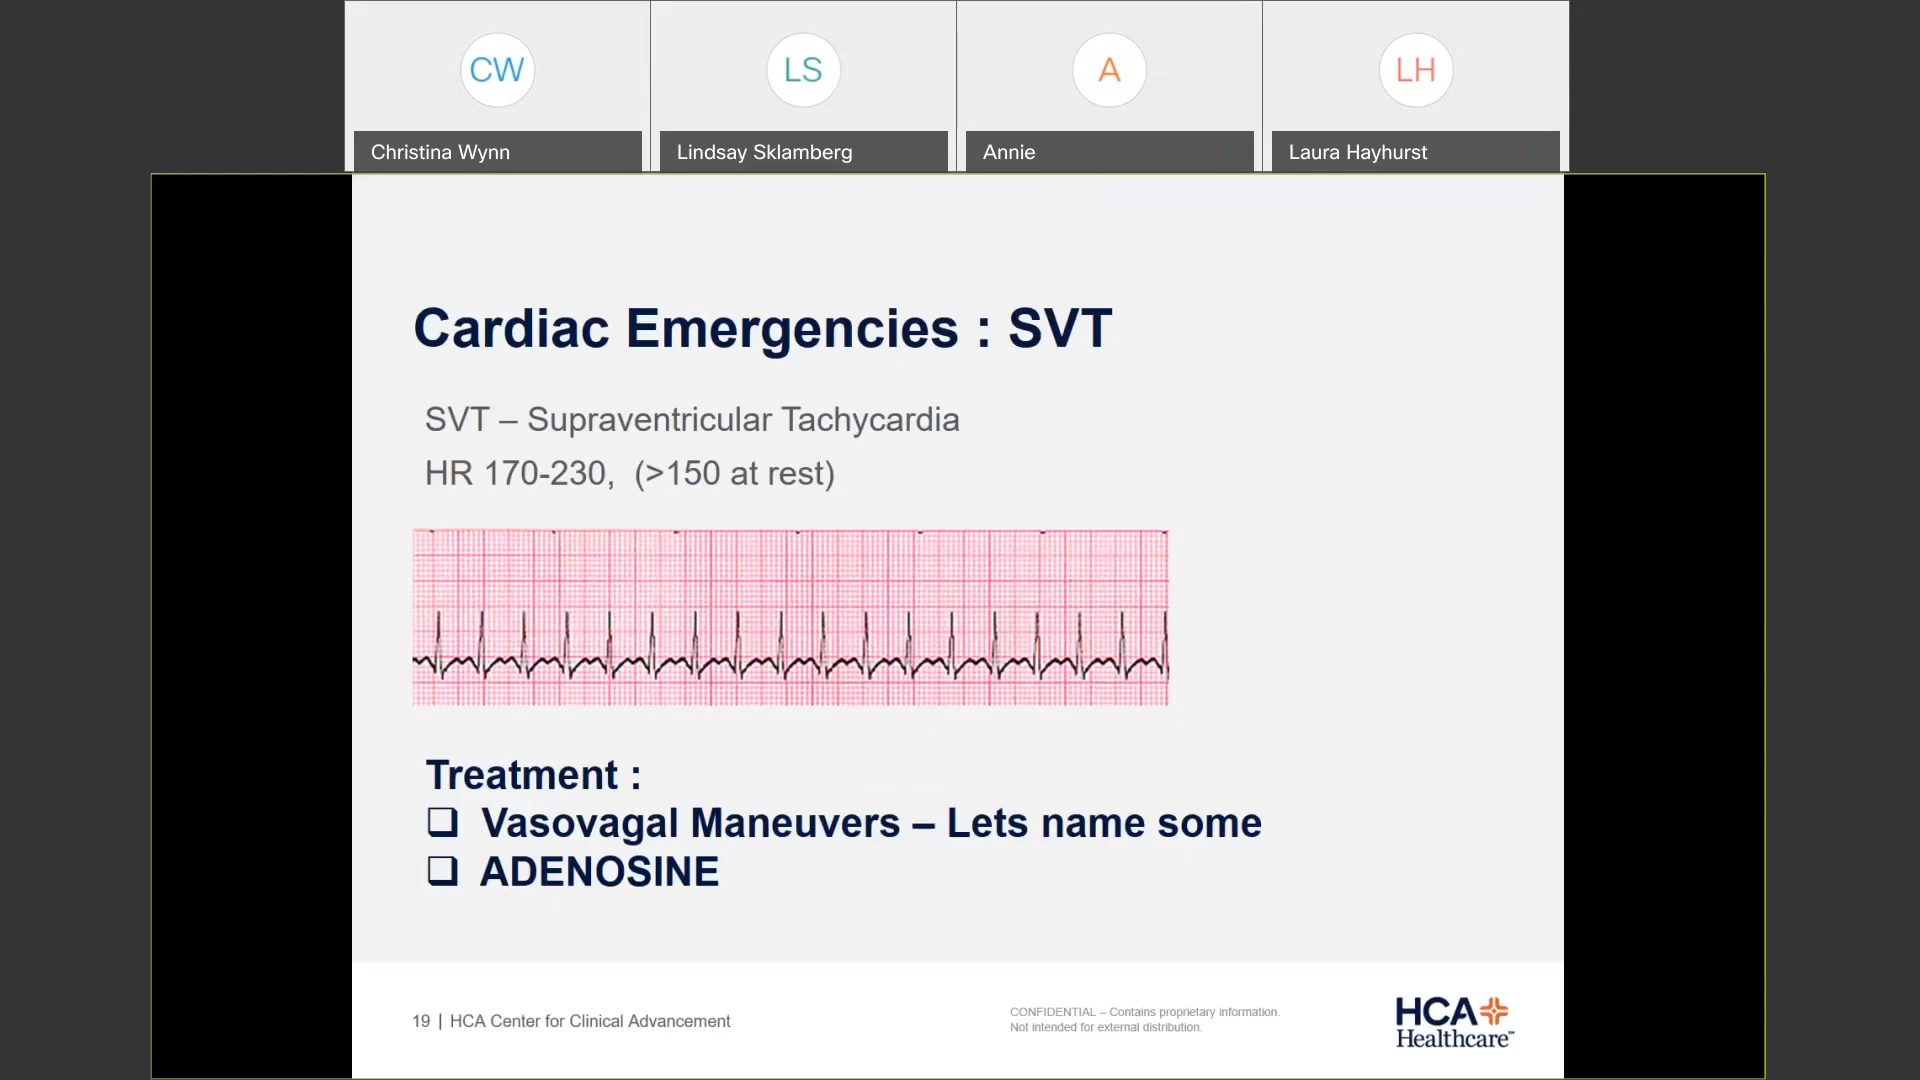 CW
LS
A
LH
Christina Wynn
Lindsay Sklamberg
Annie
Laura Hayhurst
Cardiac Emergencies : SVT
SVT – Supraventricular Tachycardia
HR 170-230, (>150 at rest)
Treatment :
❑ Vasovagal Maneuvers – Lets name some
❑ ADENOSINE
19 | HCA Center for Clinical Advancement
CONFIDENTIAL – Contains proprietary information.
Not intended for external distribution.
HCA
Healthcare™